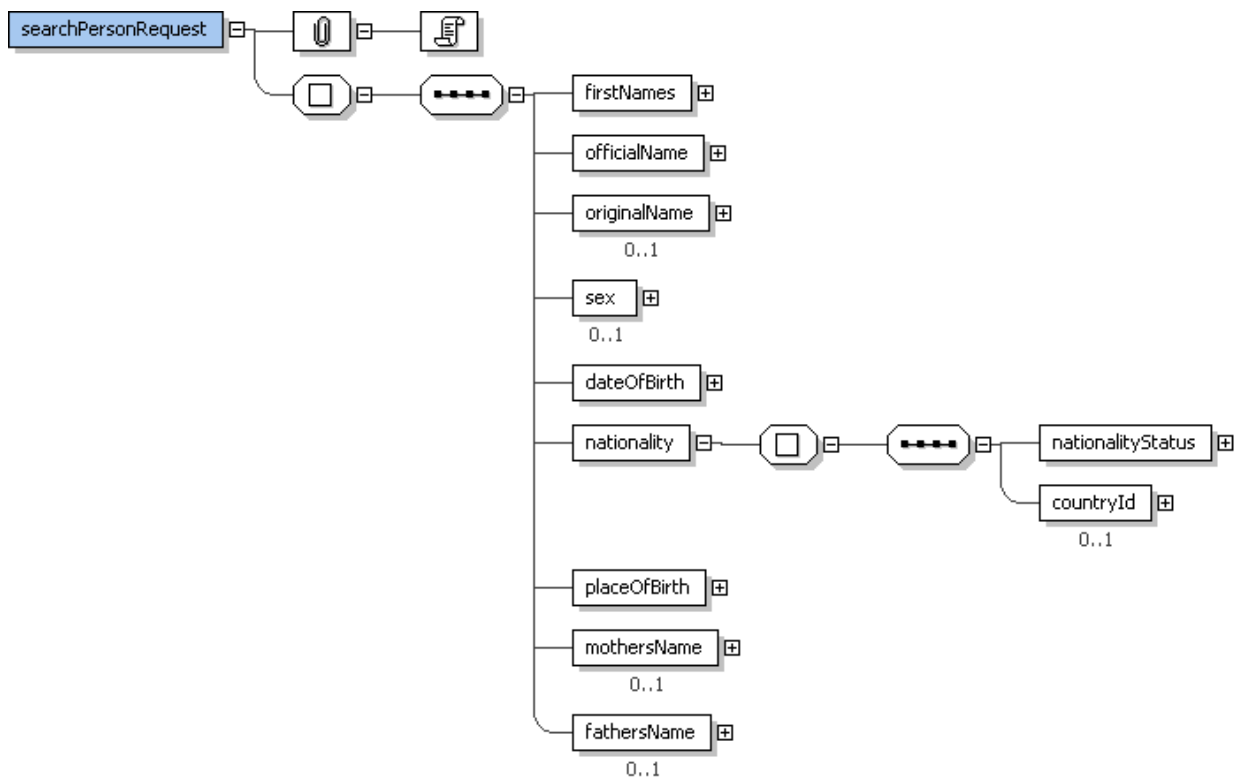 searchPersonRequest
firstNames
officialName
originalName
0..1
sex
0..1
dateOfBirth
nationality
nationalityStatus
countryId
0..1
placeOfBirth
mothersName
0..1
fathersName
0..1